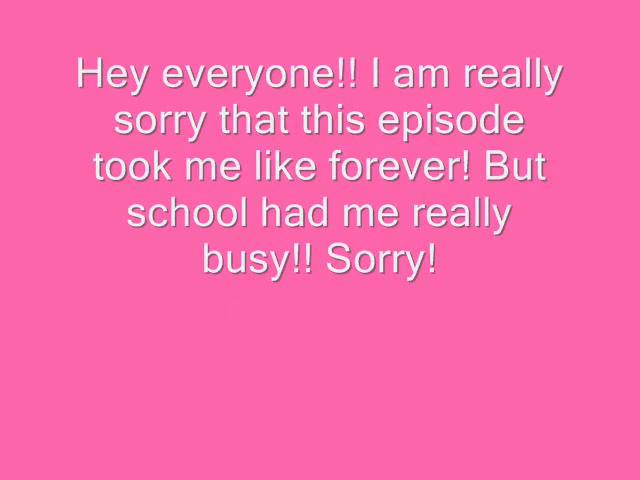 Hey everyone!! I am really
sorry that this episode
took me like forever! But
school had me really
busy!! Sorry!